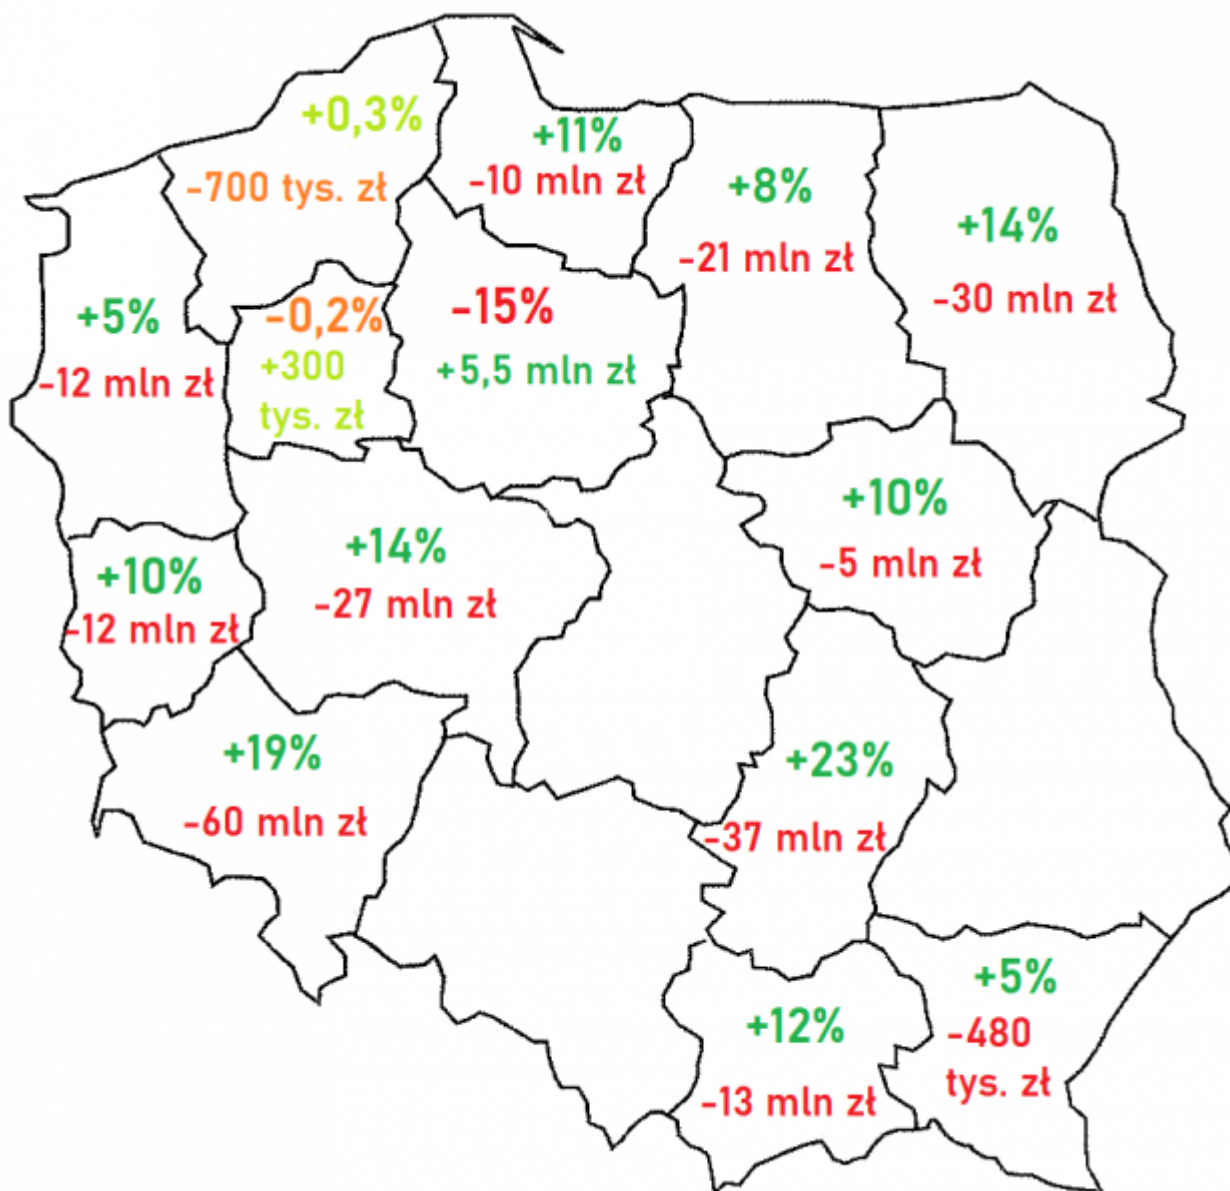 +0,3%
-700 tys. zł
+11%
-10 mln zł
+8%
-21 mln zł
+14%
-30 mln zł
+5%
-12 mln zł
-0,2%
+300
tys. zł
-15%
+5,5 mln zł
+10%
-5 mln zł
+14%
-27 mln zł
+10%
-12 mln zł
+19%
-60 mln zł
+23%
-37 mln zł
+12%
-13 mln zł
+5%
-480
tys. zł